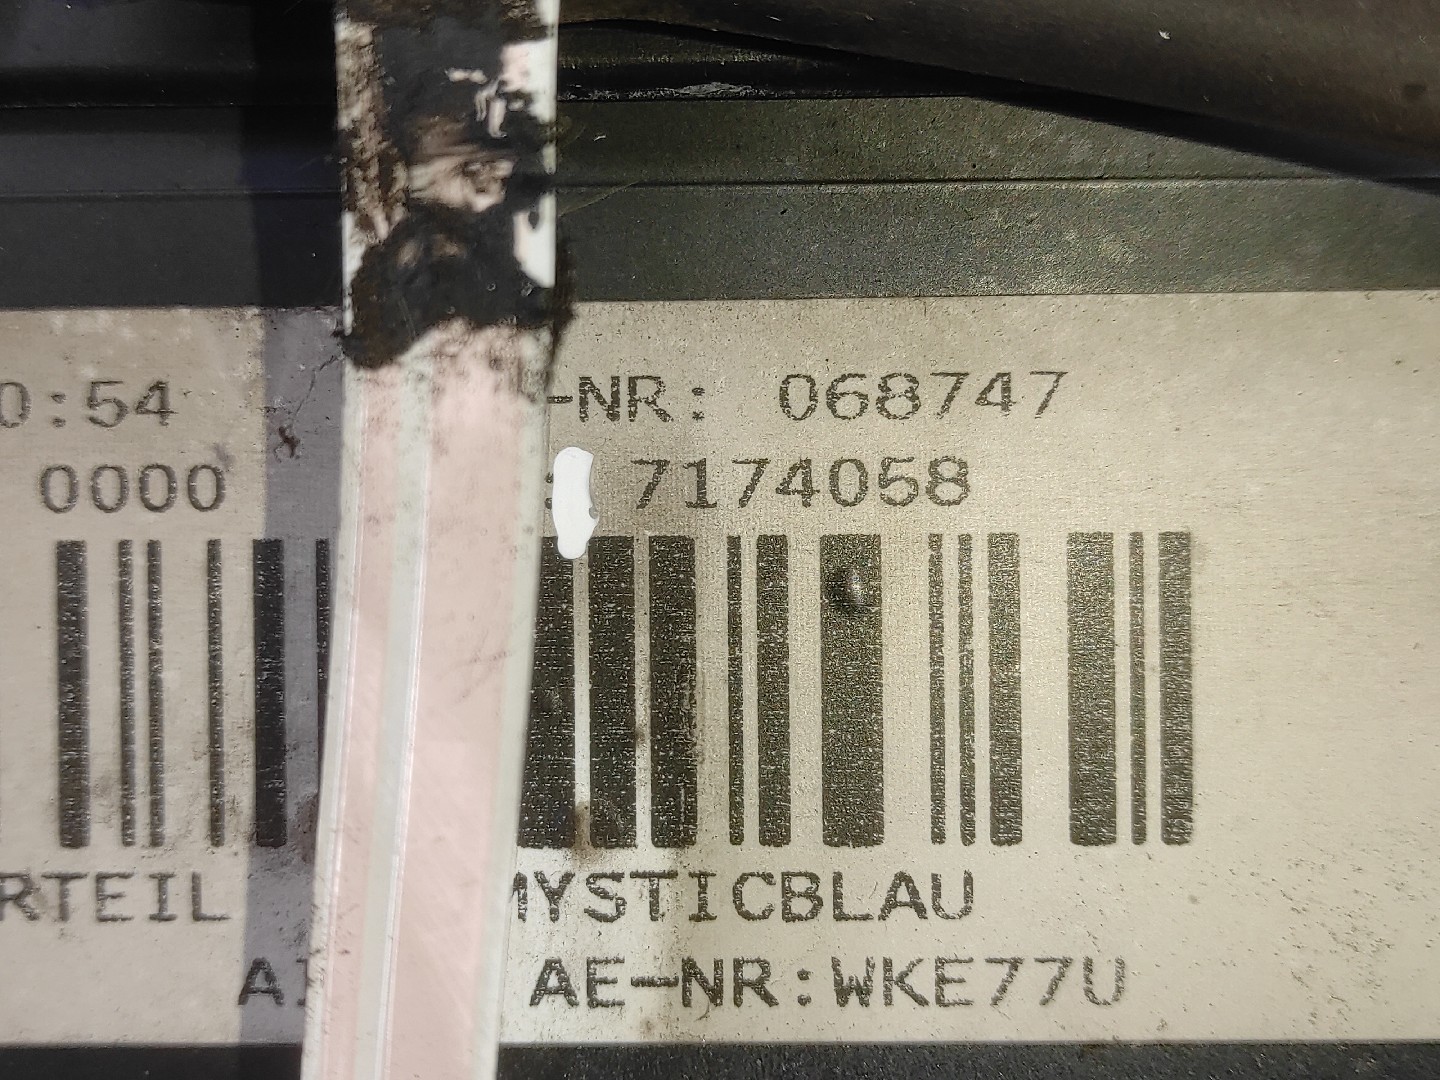 0:54 -NR: 068747
0000 : 7174058
RTEIL MYSTICBLAU
AE-NR:WKE77U